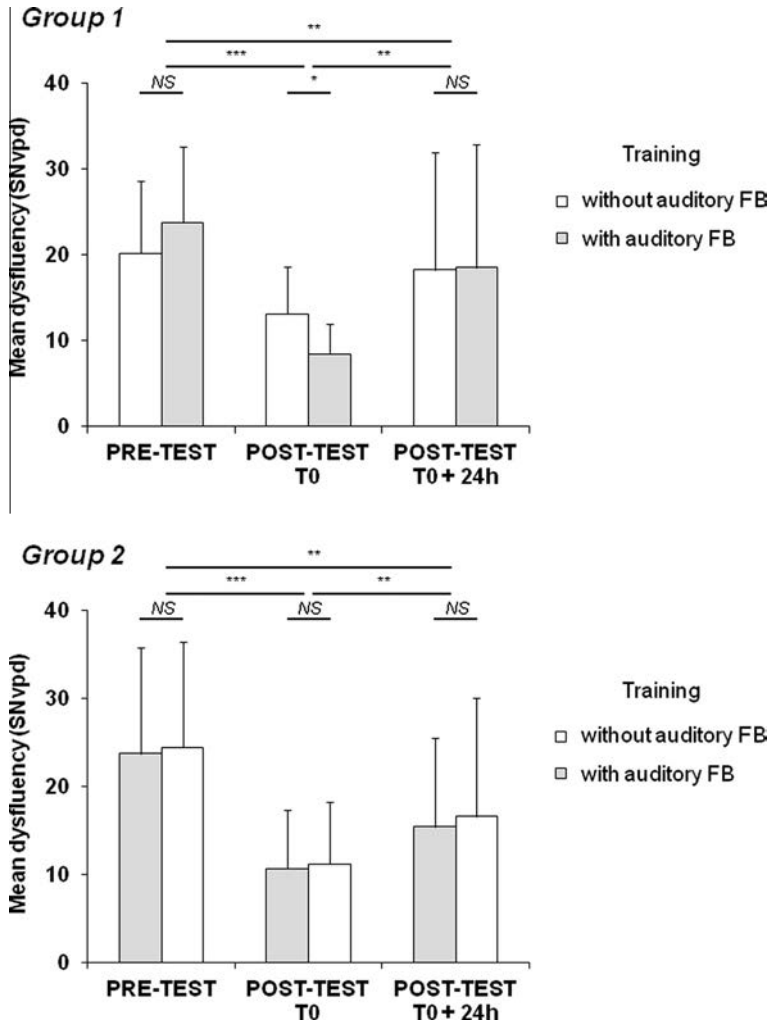 Group 1
**
***
**
NS
*
NS
40
30
20
10
0
Mean dysfluency (SNvpd)
PRE-TEST
POST-TEST
T0
POST-TEST
T0 + 24h
Training
without auditory FB
with auditory FB
Group 2
**
***
**
NS
NS
NS
40
30
20
10
0
Mean dysfluency (SNvpd)
PRE-TEST
POST-TEST
T0
POST-TEST
T0 + 24h
Training
without auditory FB
with auditory FB